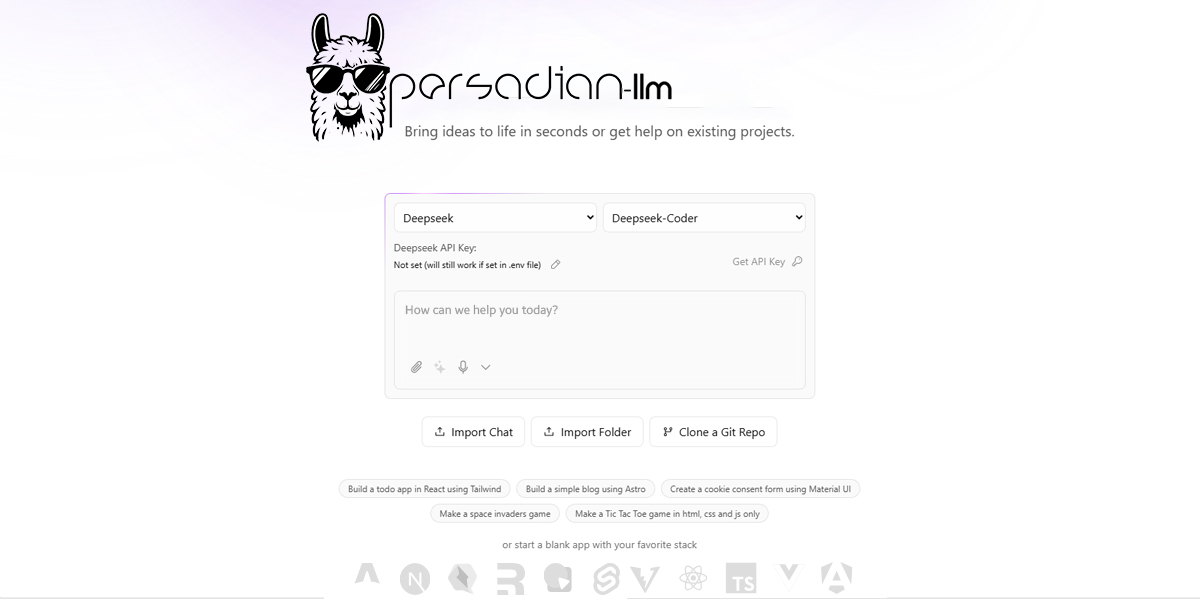 persadian-llm
Bring ideas to life in seconds or get help on existing projects.
Deepseek Deepseek-Coder
Deepseek API Key:
Not set (will still work if set in .env file) Get API Key
How can we help you today?
Import Chat Import Folder Clone a Git Repo
Build a todo app in React using Tailwind Build a simple blog using Astro Create a cookie consent form using Material UI
Make a space invaders game Make a Tic Tac Toe game in html, css and js only
or start a blank app with your favorite stack
N TS